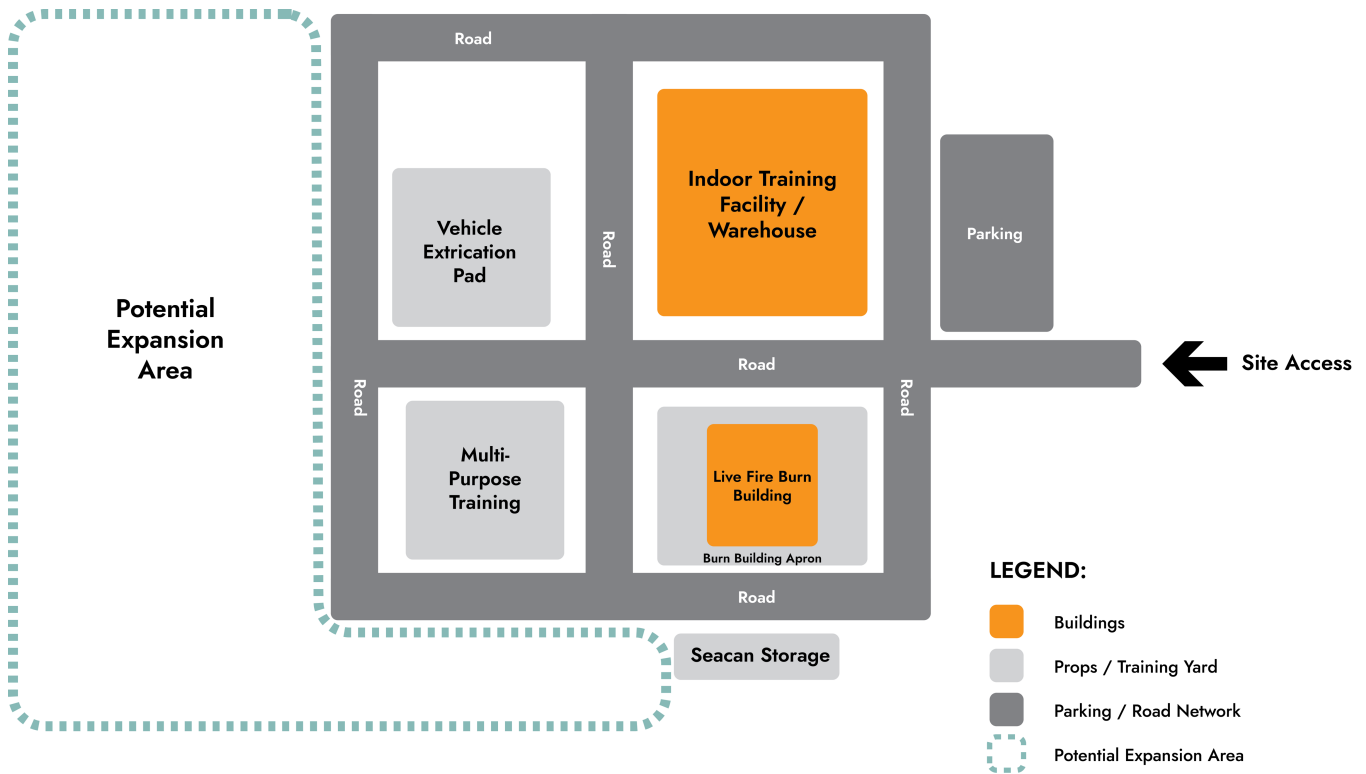 Road
Indoor Training
Facility /
Warehouse
Vehicle
Extrication
Pad
Road
Parking
Potential
Expansion
Area
Road
Site Access
Road
Road
Multi-
Purpose
Training
Live Fire Burn
Building
Burn Building Apron
Road
Seacan Storage
LEGEND:
Buildings
Props / Training Yard
Parking / Road Network
Potential Expansion Area